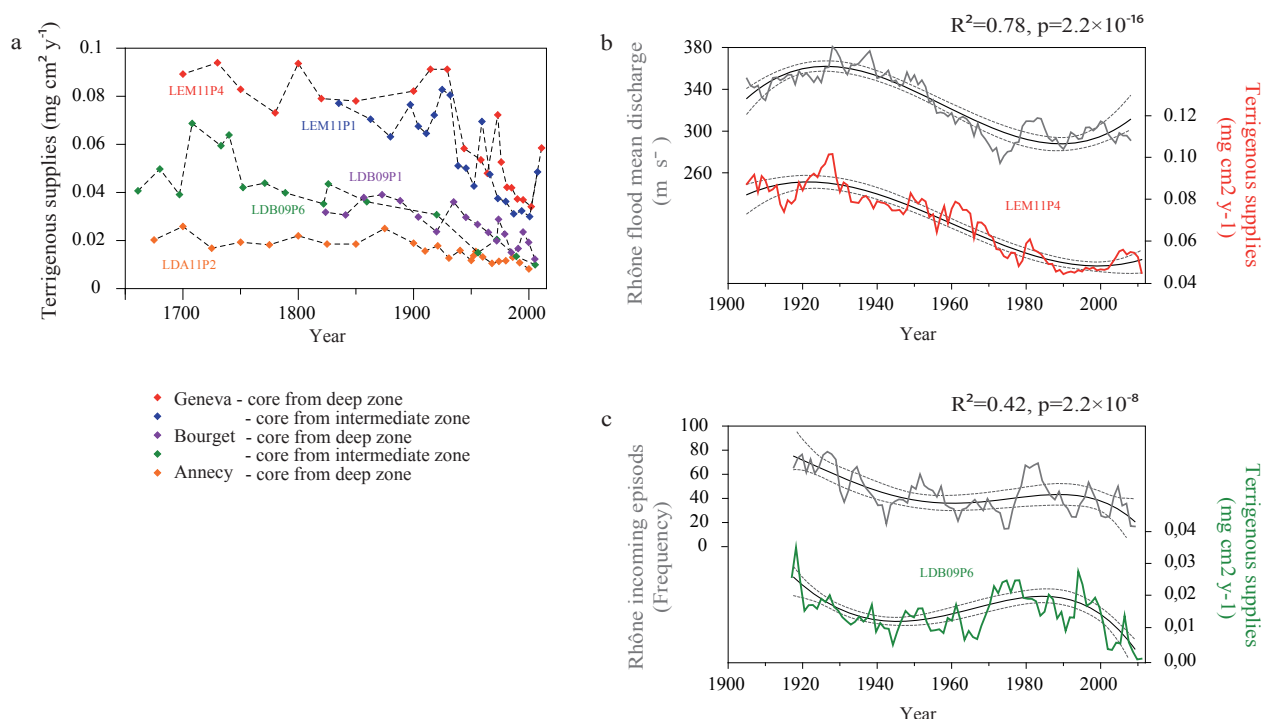 a
Terrigenous supplies (mg cm² y⁻¹)
0.1
0.08
0.06
0.04
0.02
0
LEM11P4
LEM11P1
LDB09P1
LDB09P6
LDA11P2
1700
1800
1900
2000
Year
Geneva - core from deep zone
- core from intermediate zone
Bourget - core from deep zone
- core from intermediate zone
Annecy - core from deep zone
b
R²=0.78, p=2.2×10⁻¹⁶
Rhône flood mean discharge
(m s⁻)
380
340
300
260
Terrigenous supplies
(mg cm2 y-1)
0.12
0.10
0.08
0.06
0.04
LEM11P4
1900
1920
1940
1960
1980
2000
Year
c
R²=0.42, p=2.2×10⁻⁸
Rhône incoming episods
(Frequency)
100
80
60
40
20
0
Terrigenous supplies
(mg cm2 y-1)
0,04
0,03
0,02
0,01
0,00
LDB09P6
1900
1920
1940
1960
1980
2000
Year